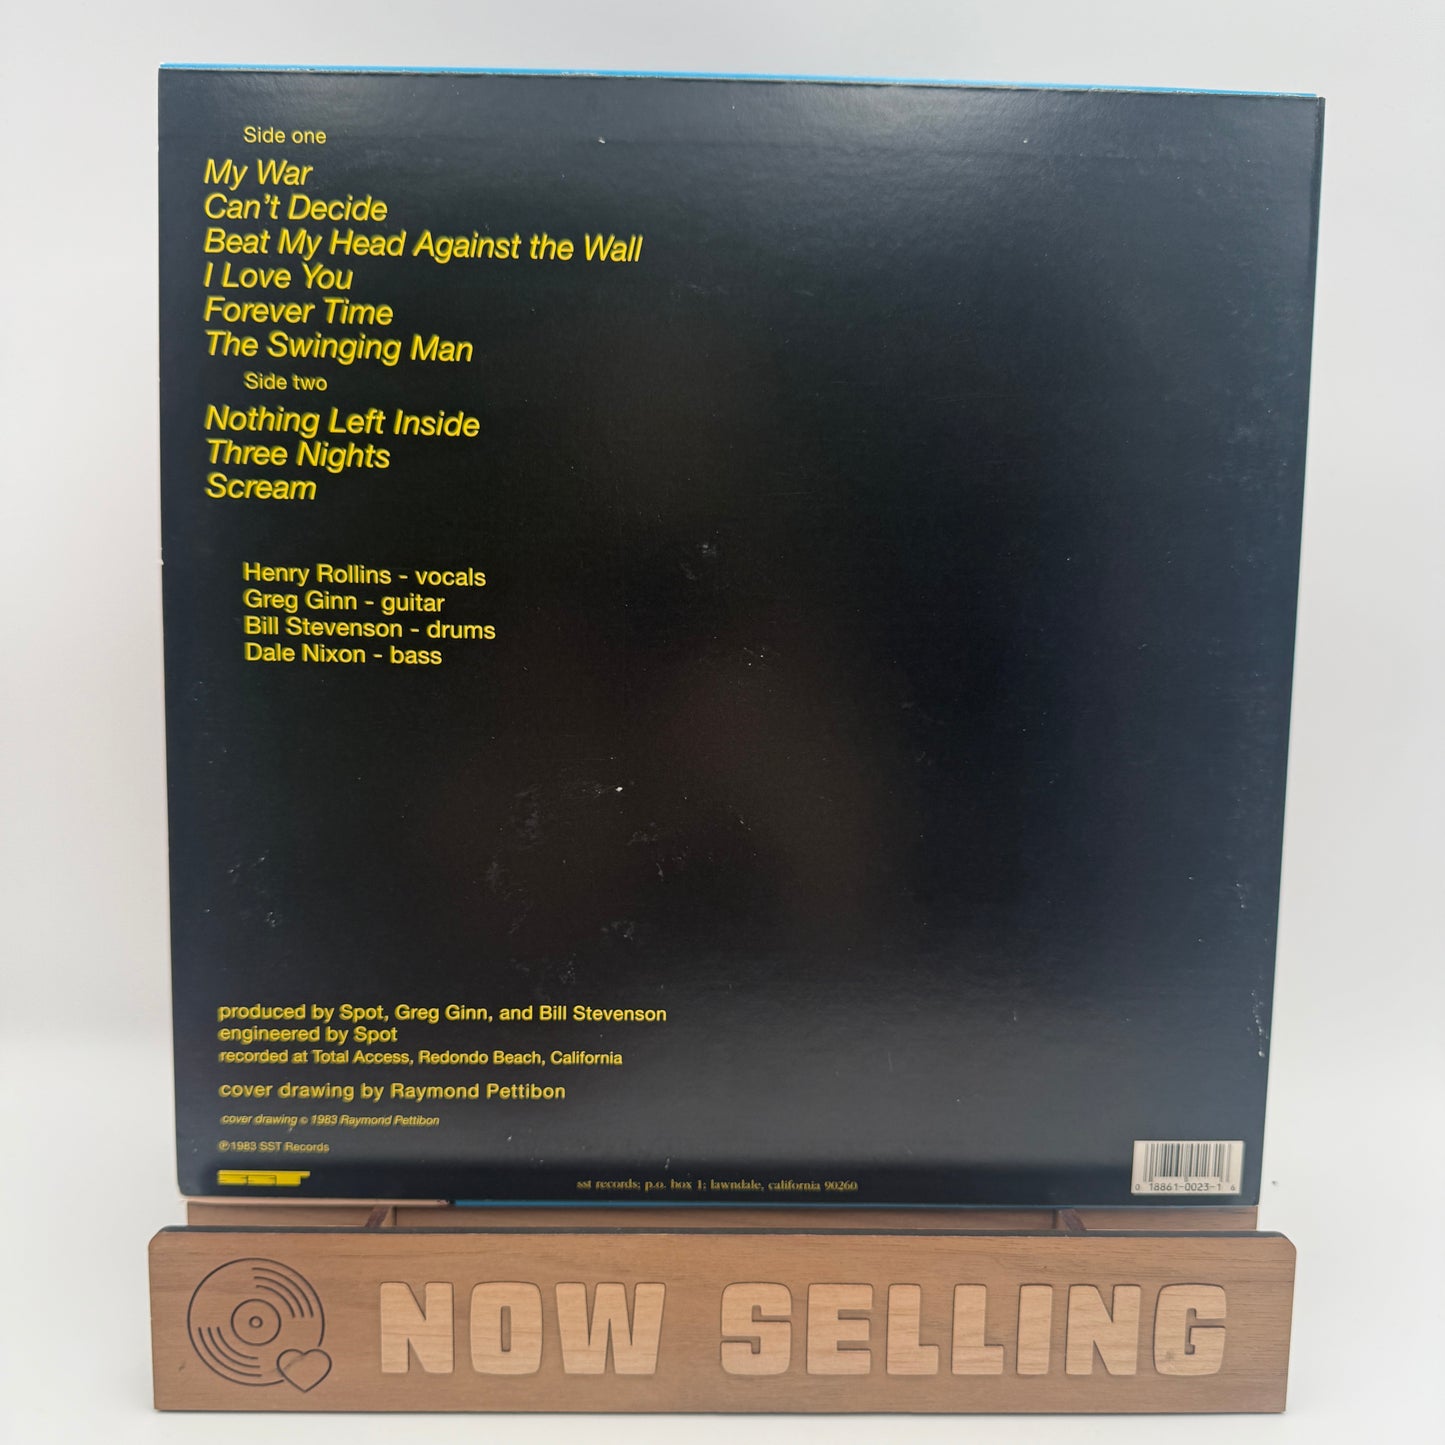 Side one
My War
Can't Decide
Beat My Head Against the Wall
I Love You
Forever Time
The Swinging Man
Side two
Nothing Left Inside
Three Nights
Scream
Henry Rollins - vocals
Greg Ginn - guitar
Bill Stevenson - drums
Dale Nixon - bass
produced by Spot, Greg Ginn, and Bill Stevenson
engineered by Spot
recorded at Total Access, Redondo Beach, California
cover drawing by Raymond Pettibon
cover drawing © 1983 Raymond Pettibon
℗1983 SST Records
SST
sst records; p.o. box 1; lawndale, california 90260
0 18861-0023-1 6
NOW SELLING